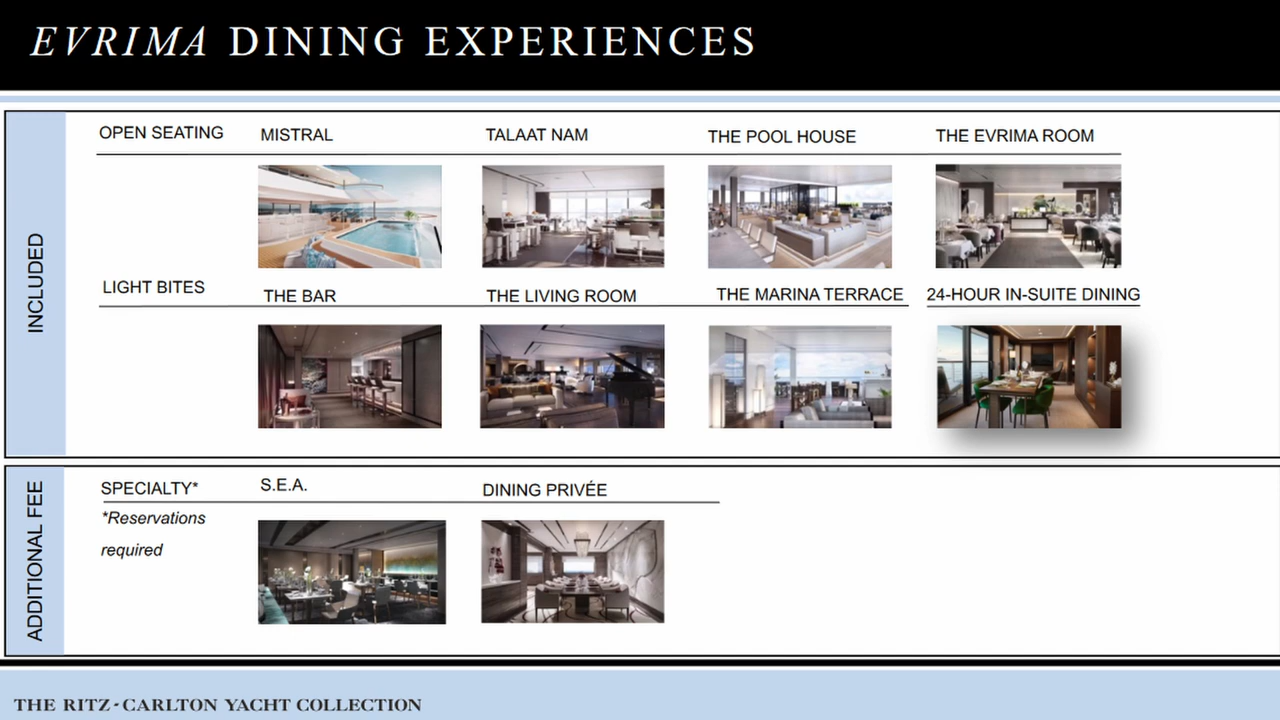 EVRIMA DINING EXPERIENCES
INCLUDED
OPEN SEATING
MISTRAL
TALAAT NAM
THE POOL HOUSE
THE EVRIMA ROOM
LIGHT BITES
THE BAR
THE LIVING ROOM
THE MARINA TERRACE
24-HOUR IN-SUITE DINING
ADDITIONAL FEE
SPECIALTY*
*Reservations
required
S.E.A.
DINING PRIVÉE
THE RITZ-CARLTON YACHT COLLECTION